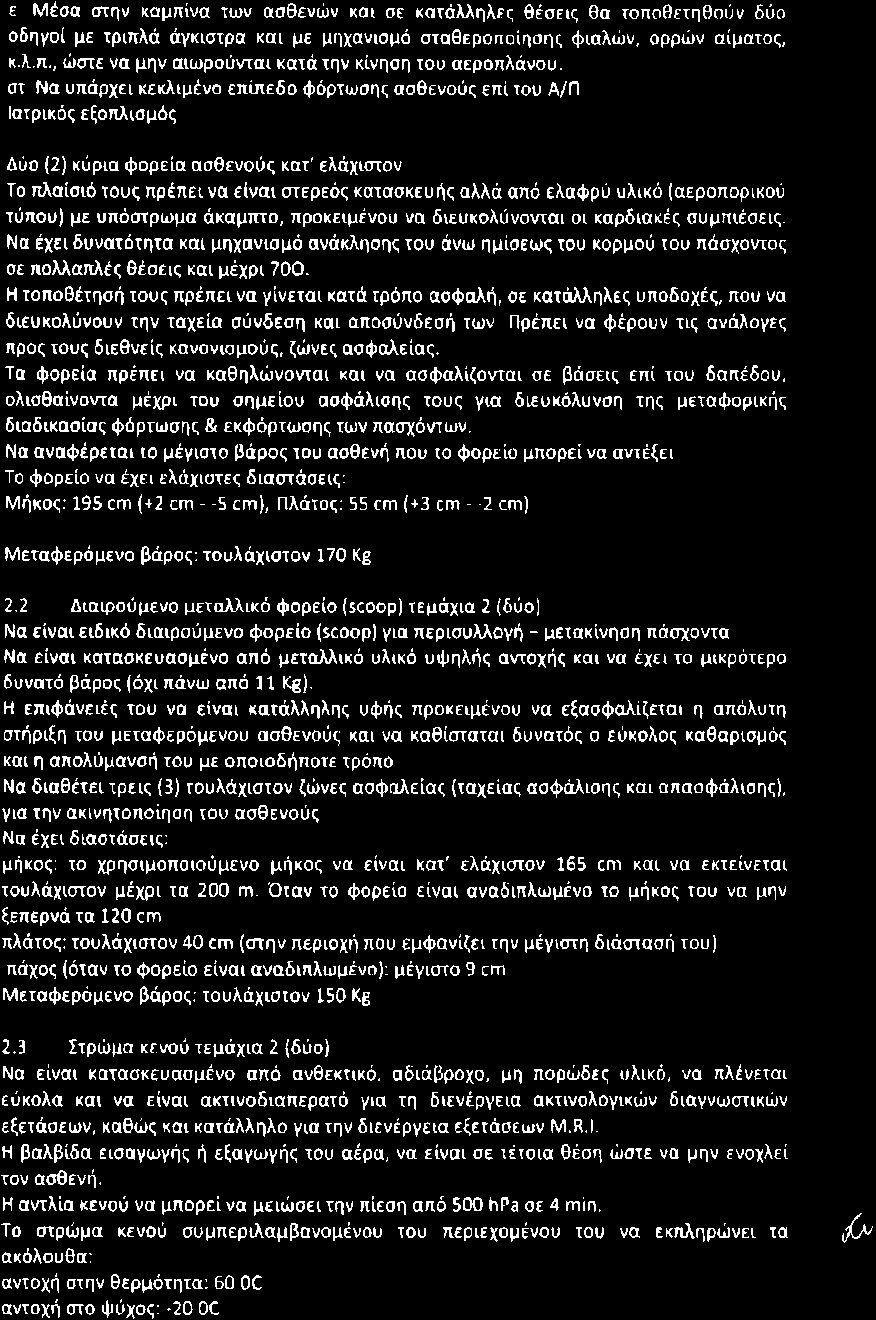 ε Μέσα στην καμπίνα των ασθενών και σε κατάλληλες θέσεις θα τοποθετηθούν δύο
οδηγοί με τριπλά άγκιστρα και με μηχανισμό σταθεροποίησης φιαλών, ορρών αίματος,
κ.λ.π., ώστε να μην αιωρούνται κατά την κίνηση του αεροπλάνου.
στ Να υπάρχει κεκλιμένο επίπεδο φόρτωσης ασθενούς επί του Α/Π
Ιατρικός εξοπλισμός
Δύο (2) κύρια φορεία ασθενούς κατ' ελάχιστον
Το πλαίσιό τους πρέπει να είναι στερεός κατασκευής αλλά από ελαφρύ υλικό (αεροπορικού
τύπου) με υπόστρωμα άκαμπτο, προκειμένου να διευκολύνονται οι καρδιακές συμπιέσεις.
Να έχει δυνατότητα και μηχανισμό ανάκλησης του άνω ημίσεως του κορμού του πάσχοντος
σε πολλαπλές θέσεις και μέχρι 70Ο.
Η τοποθέτησή τους πρέπει να γίνεται κατά τρόπο ασφαλή, σε κατάλληλες υποδοχές, που να
διευκολύνουν την ταχεία σύνδεση και αποσύνδεσή των Πρέπει να φέρουν τις ανάλογες
προς τους διεθνείς κανονισμούς, ζώνες ασφαλείας.
Τα φορεία πρέπει να καθηλώνονται και να ασφαλίζονται σε βάσεις επί του δαπέδου,
ολισθαίνοντα μέχρι του σημείου ασφάλισης τους για διευκόλυνση της μεταφορικής
διαδικασίας φόρτωσης & εκφόρτωσης των πασχόντων.
Να αναφέρεται το μέγιστο βάρος του ασθενή που το φορείο μπορεί να αντέξει
Το φορείο να έχει ελάχιστες διαστάσεις:
Μήκος: 195 cm (+2 cm - -5 cm), Πλάτος: 55 cm (+3 cm - -2 cm)
Μεταφερόμενο βάρος: τουλάχιστον 170 Kg
2.2 Διαιρούμενο μεταλλικό φορείο (scoop) τεμάχια 2 (δύο)
Να είναι ειδικό διαιρούμενο φορείο (scoop) για περισυλλογή – μετακίνηση πάσχοντα
Να είναι κατασκευασμένο από μεταλλικό υλικό υψηλής αντοχής και να έχει το μικρότερο
δυνατό βάρος (όχι πάνω από 11 Kg).
Η επιφάνειές του να είναι κατάλληλης υφής προκειμένου να εξασφαλίζεται η απόλυτη
στήριξη του μεταφερόμενου ασθενούς και να καθίσταται δυνατός ο εύκολος καθαρισμός
και η απολύμανσή του με οποιοδήποτε τρόπο
Να διαθέτει τρεις (3) τουλάχιστον ζώνες ασφαλείας (ταχείας ασφάλισης και απασφάλισης),
για την ακινητοποίηση του ασθενούς
Να έχει διαστάσεις:
μήκος: το χρησιμοποιούμενο μήκος να είναι κατ' ελάχιστον 165 cm και να εκτείνεται
τουλάχιστον μέχρι τα 200 m. Όταν το φορείο είναι αναδιπλωμένο το μήκος του να μην
ξεπερνά τα 120 cm
πλάτος: τουλάχιστον 40 cm (στην περιοχή που εμφανίζει την μέγιστη διάστασή του)
πάχος (όταν το φορείο είναι αναδιπλωμένο): μέγιστο 9 cm
Μεταφερόμενο βάρος: τουλάχιστον 150 Kg
2.3 Στρώμα κενού τεμάχια 2 (δύο)
Να είναι κατασκευασμένο από ανθεκτικό, αδιάβροχο, μη πορώδες υλικό, να πλένεται
εύκολα και να είναι ακτινοδιαπερατό για τη διενέργεια ακτινολογικών διαγνωστικών
εξετάσεων, καθώς και κατάλληλο για την διενέργεια εξετάσεων M.R.I.
Η βαλβίδα εισαγωγής ή εξαγωγής του αέρα, να είναι σε τέτοια θέση ώστε να μην ενοχλεί
τον ασθενή.
Η αντλία κενού να μπορεί να μειώσει την πίεση από 500 hPa σε 4 min.
Το στρώμα κενού συμπεριλαμβανομένου του περιεχομένου του να εκπληρώνει τα
ακόλουθα:
αντοχή στην θερμότητα: 60 0C
αντοχή στο ψύχος: -20 0C